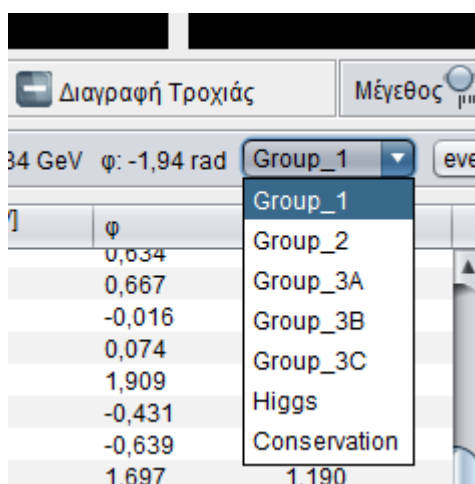 Διαγραφή Τροχιάς Μέγεθος
34 GeV φ: -1,94 rad Group_1 eve
φ
0,634 Group_1
0,667 Group_2
-0,016 Group_3A
0,074 Group_3B
1,909 Group_3C
-0,431 Higgs
-0,639 Conservation
1,697 1,190